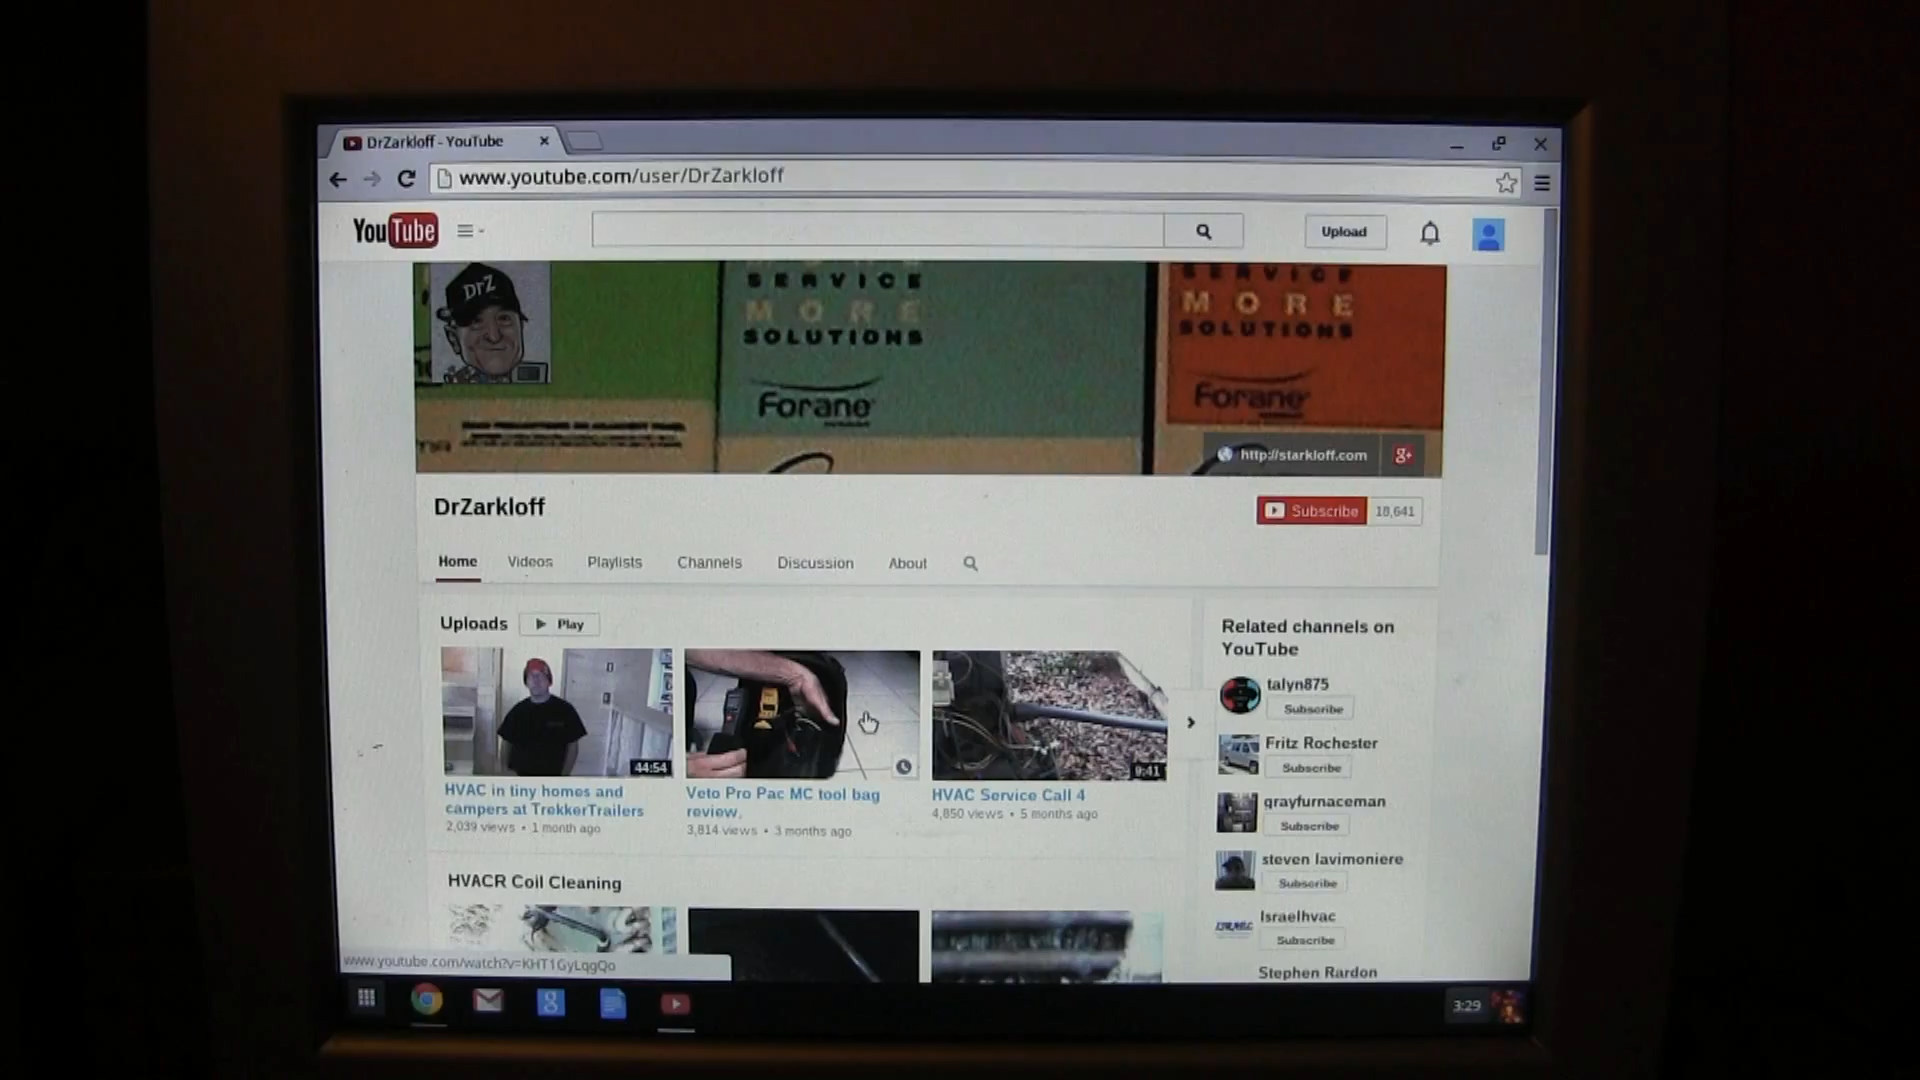 DrZarkloff - YouTube
www.youtube.com/user/DrZarkloff
YouTube
Upload
DrZ
SERVICE
MORE
SOLUTIONS
Forane
SERVICE
MORE
SOLUTIONS
Forane
http://starkloff.com
g+
DrZarkloff
Subscribe 18,641
Home Videos Playlists Channels Discussion About
Uploads Play
44:54
HVAC in tiny homes and
campers at TrekkerTrailers
2,039 views • 1 month ago
Veto Pro Pac MC tool bag
review.
3,814 views • 3 months ago
9:41
HVAC Service Call 4
4,850 views • 5 months ago
Related channels on
YouTube
talyn875
Subscribe
Fritz Rochester
Subscribe
grayfurnaceman
Subscribe
steven lavimoniere
Subscribe
Israelhvac
Subscribe
Stephen Rardon
HVACR Coil Cleaning
www.youtube.com/watch?v=KHT1GyLqgQo
3:29